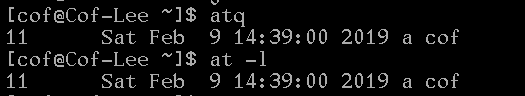 [cof@Cof-Lee ~]$ atq
11      Sat Feb  9 14:39:00 2019 a cof
[cof@Cof-Lee ~]$ at -l
11      Sat Feb  9 14:39:00 2019 a cof